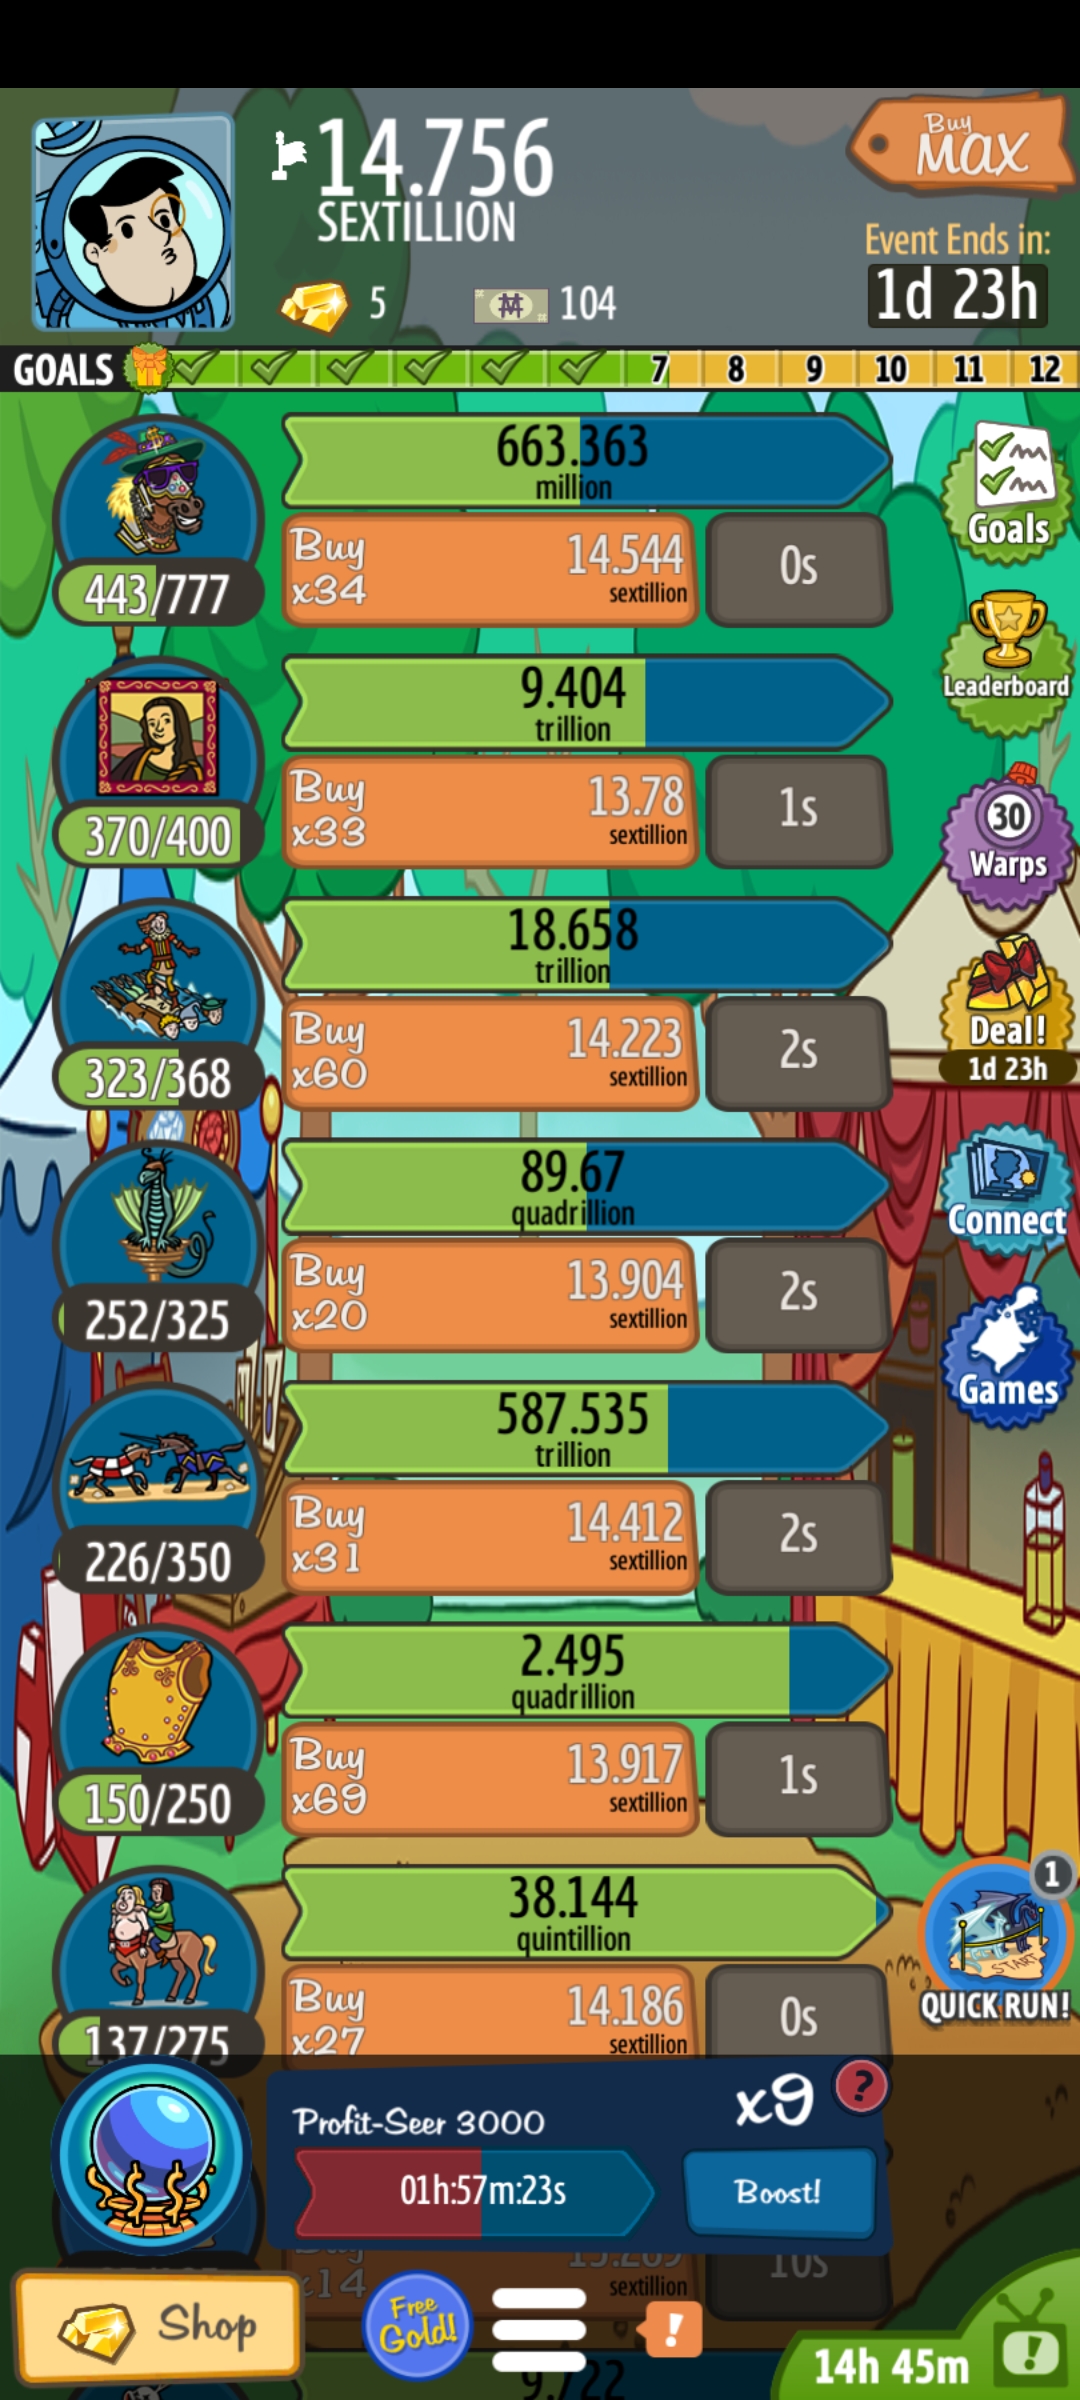 14.756
SEXTILLION
Buy
MAX
5
104
Event Ends in:
1d 23h
GOALS
7 8 9 10 11 12
663.363
million
Buy
x34
14.544
sextillion
0s
443/777
Goals
9.404
trillion
Leaderboard
Buy
x33
13.78
sextillion
1s
370/400
30
Warps
18.658
trillion
Buy
x60
14.223
sextillion
2s
323/368
Deal!
1d 23h
89.67
quadrillion
Connect
Buy
x20
13.904
sextillion
2s
252/325
Games
587.535
trillion
Buy
x31
14.412
sextillion
2s
226/350
2.495
quadrillion
Buy
x69
13.917
sextillion
1s
150/250
38.144
quintillion
1
START
QUICK RUN!
Buy
x27
14.186
sextillion
0s
137/275
Profit-Seer 3000
x9
?
01h:57m:23s
Boost!
Buy
x14
sextillion
10s
Shop
Free
Gold!
!
14h 45m
!